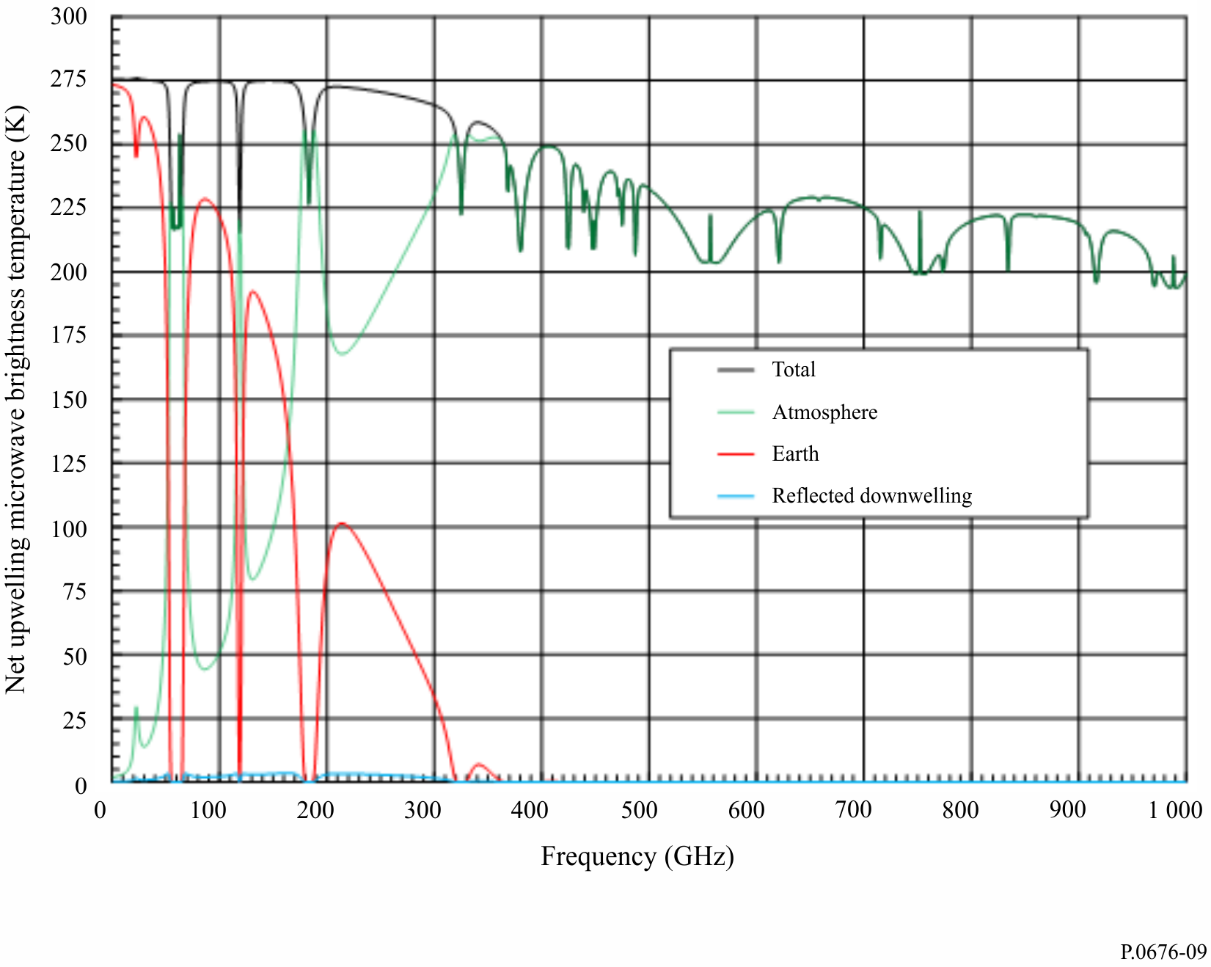 Net upwelling microwave brightness temperature (K)
300
275
250
225
200
175
150
125
100
75
50
25
0
Total
Atmosphere
Earth
Reflected downwelling
0 100 200 300 400 500 600 700 800 900 1 000
Frequency (GHz)
P.0676-09